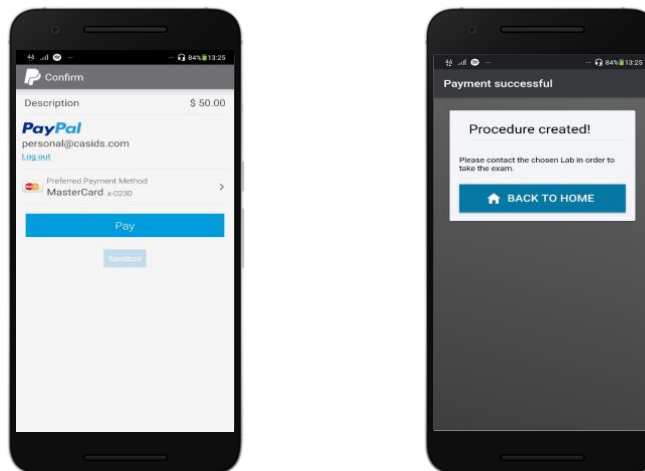 84% 13:25
Confirm
Description $ 50.00
PayPal
personal@casids.com
Log out
Preferred Payment Method
MasterCard x-0230
Pay
Sandbox
84% 13:25
Payment successful
Procedure created!
Please contact the chosen Lab in order to
take the exam.
BACK TO HOME